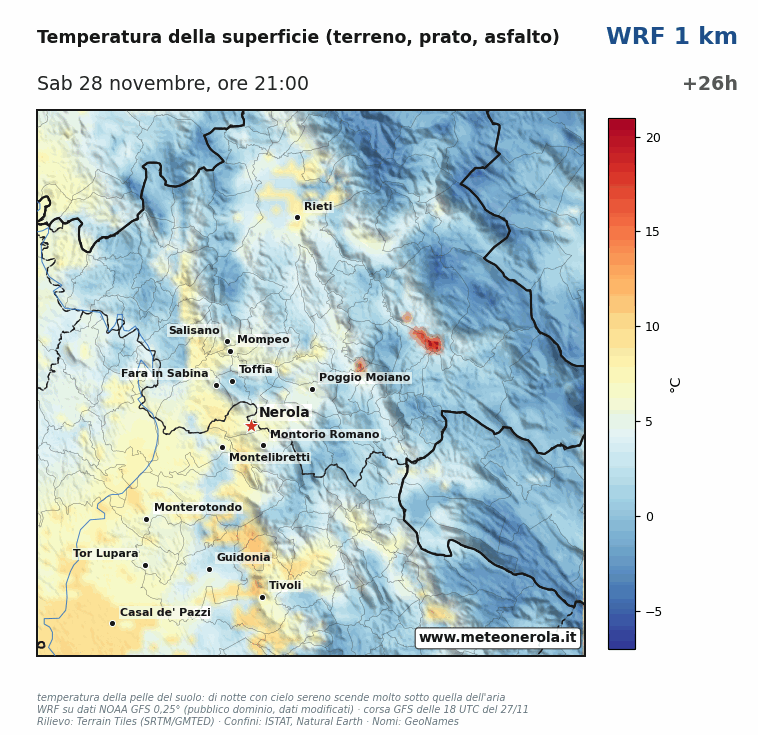 Temperatura della superficie (terreno, prato, asfalto)
WRF 1 km
Sab 28 novembre, ore 21:00
+26h
20
15
10
5
0
−5
°C
Rieti
Salisano
Mompeo
Fara in Sabina
Toffia
Poggio Moiano
Nerola
Montorio Romano
Montelibretti
Monterotondo
Tor Lupara
Guidonia
Tivoli
Casal de' Pazzi
www.meteonerola.it
temperatura della pelle del suolo: di notte con cielo sereno scende molto sotto quella dell'aria
WRF su dati NOAA GFS 0,25° (pubblico dominio, dati modificati) · corsa GFS delle 18 UTC del 27/11
Rilievo: Terrain Tiles (SRTM/GMTED) · Confini: ISTAT, Natural Earth · Nomi: GeoNames